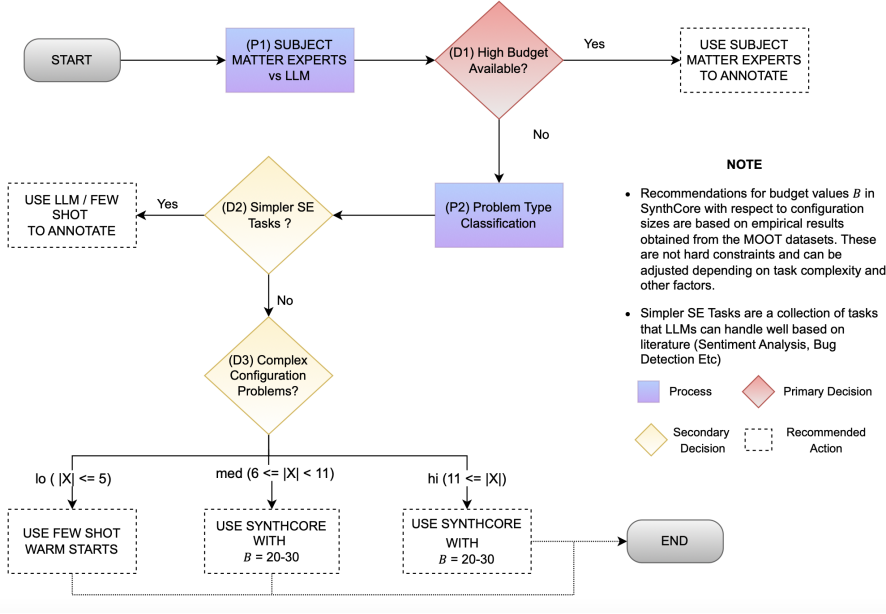 START
(P1) SUBJECT
MATTER EXPERTS
vs LLM
(D1) High Budget
Available?
Yes
USE SUBJECT
MATTER EXPERTS
TO ANNOTATE
No
USE LLM / FEW
SHOT
TO ANNOTATE
Yes
(D2) Simpler SE
Tasks ?
(P2) Problem Type
Classification
No
(D3) Complex
Configuration
Problems?
lo ( |X| <= 5)
med (6 <= |X| < 11)
hi (11 <= |X|)
USE FEW SHOT
WARM STARTS
USE SYNTHCORE
WITH
B = 20-30
USE SYNTHCORE
WITH
B = 20-30
END
NOTE
• Recommendations for budget values B in
SynthCore with respect to configuration
sizes are based on empirical results
obtained from the MOOT datasets. These
are not hard constraints and can be
adjusted depending on task complexity and
other factors.
• Simpler SE Tasks are a collection of tasks
that LLMs can handle well based on
literature (Sentiment Analysis, Bug
Detection Etc)
Process
Primary Decision
Secondary
Decision
Recommended
Action